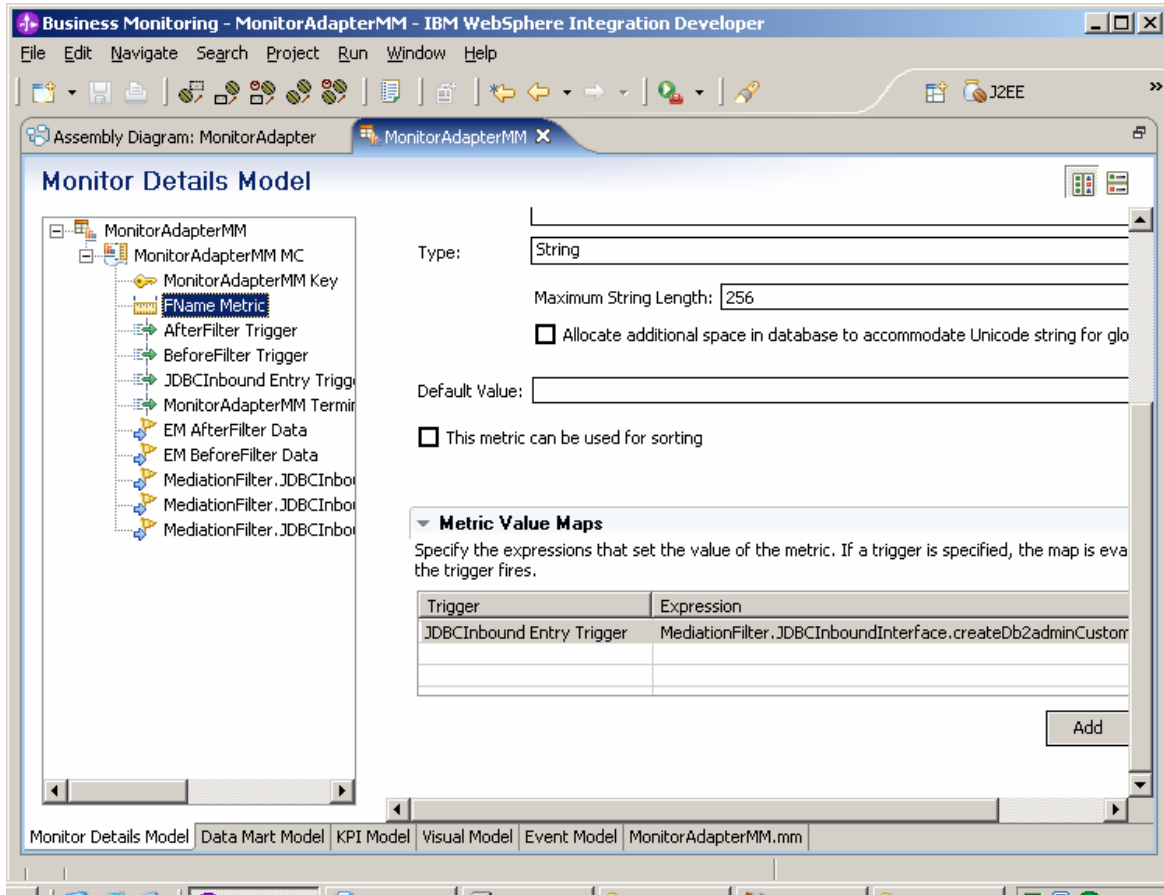 Business Monitoring - MonitorAdapterMM - IBM WebSphere Integration Developer
File Edit Navigate Search Project Run Window Help
J2EE
»
Assembly Diagram: MonitorAdapter
MonitorAdapterMM
Monitor Details Model
MonitorAdapterMM
MonitorAdapterMM MC
MonitorAdapterMM Key
FName Metric
AfterFilter Trigger
BeforeFilter Trigger
JDBCInbound Entry Trigge
MonitorAdapterMM Termin
EM AfterFilter Data
EM BeforeFilter Data
MediationFilter.JDBCInbou
MediationFilter.JDBCInbou
MediationFilter.JDBCInbou
Type: String
Maximum String Length: 256
Allocate additional space in database to accommodate Unicode string for glo
Default Value:
This metric can be used for sorting
Metric Value Maps
Specify the expressions that set the value of the metric. If a trigger is specified, the map is eva
the trigger fires.
Trigger Expression
JDBCInbound Entry Trigger MediationFilter.JDBCInboundInterface.createDb2adminCustom
Add
Monitor Details Model Data Mart Model KPI Model Visual Model Event Model MonitorAdapterMM.mm